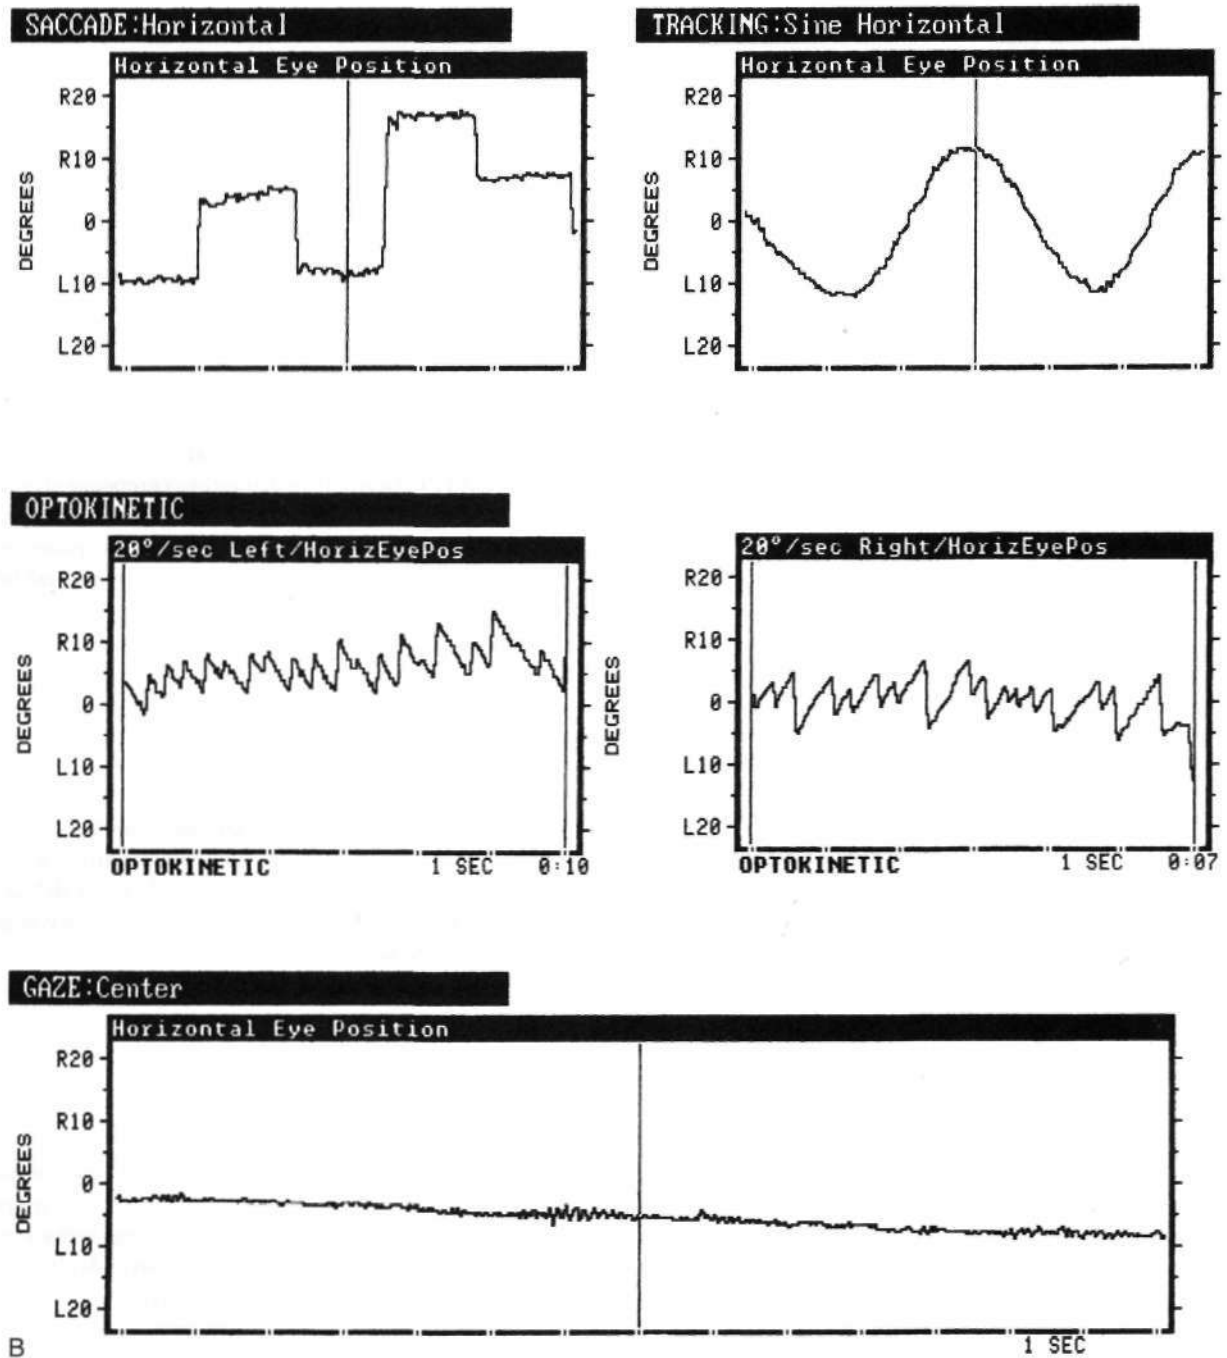 SACCADE:Horizontal
Horizontal Eye Position
R20
R10
0
L10
L20
DEGREES
TRACKING:Sine Horizontal
Horizontal Eye Position
R20
R10
0
L10
L20
DEGREES
OPTOKINETIC
20°/sec Left/HorizEyePos
R20
R10
0
L10
L20
DEGREES
OPTOKINETIC 1 SEC 0:10
20°/sec Right/HorizEyePos
R20
R10
0
L10
L20
DEGREES
OPTOKINETIC 1 SEC 0:07
GAZE:Center
Horizontal Eye Position
R20
R10
0
L10
L20
DEGREES
1 SEC
B